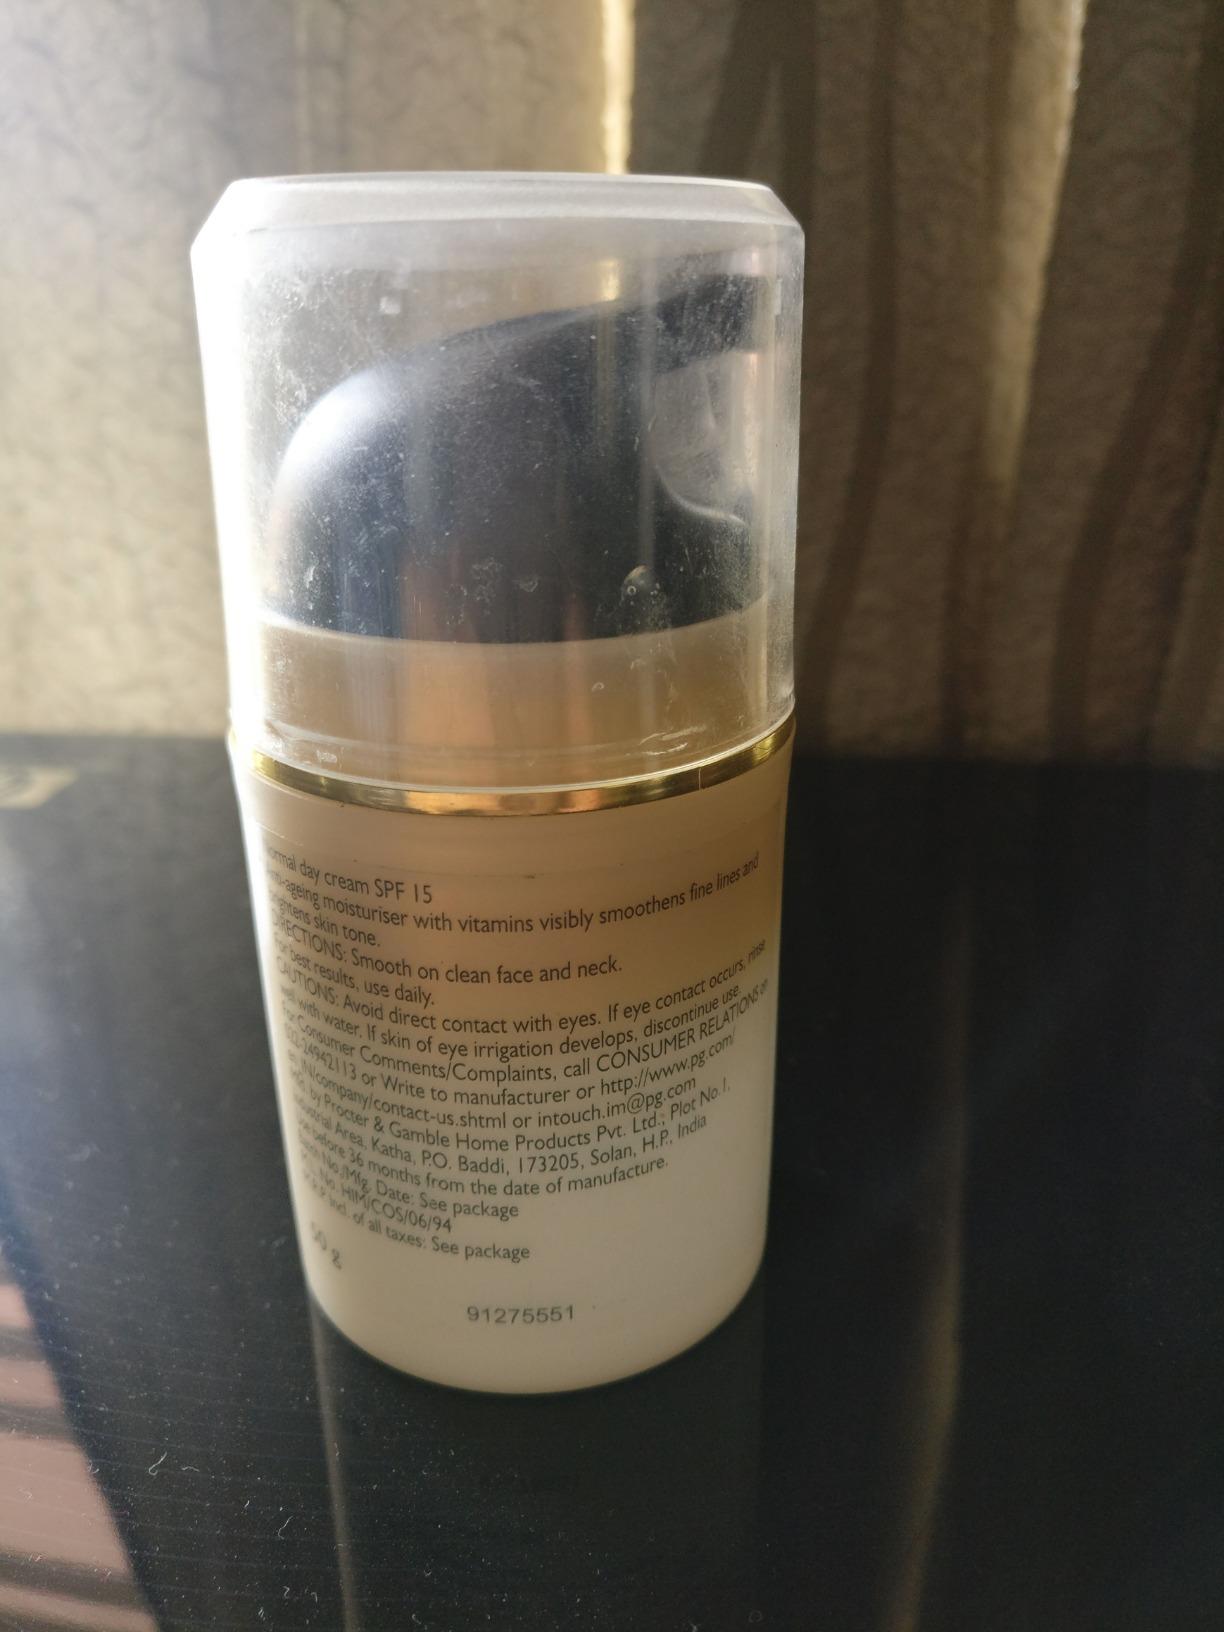 ormal day cream SPF 15
nti-ageing moisturiser with vitamins visibly smoothens fine lines and
rightens skin tone.
DIRECTIONS: Smooth on clean face and neck.
For best results, use daily.
CAUTIONS: Avoid direct contact with eyes. If eye contact occurs, rinse
well with water. If skin of eye irrigation develops, discontinue use.
For Consumer Comments/Complaints, call CONSUMER RELATIONS on
022-24942113 or Write to manufacturer or http://www.pg.com/
en_IN/company/contact-us.shtml or intouch.im@pg.com
Mfd. by Procter & Gamble Home Products Pvt. Ltd., Plot No.1,
ndustrial Area, Katha, P.O. Baddi, 173205, Solan, H.P., India
Use before 36 months from the date of manufacture.
Batch No./Mfg. Date: See package
No. HIM/COS/06/94
M.R.P. incl. of all taxes: See package
50 g
91275551